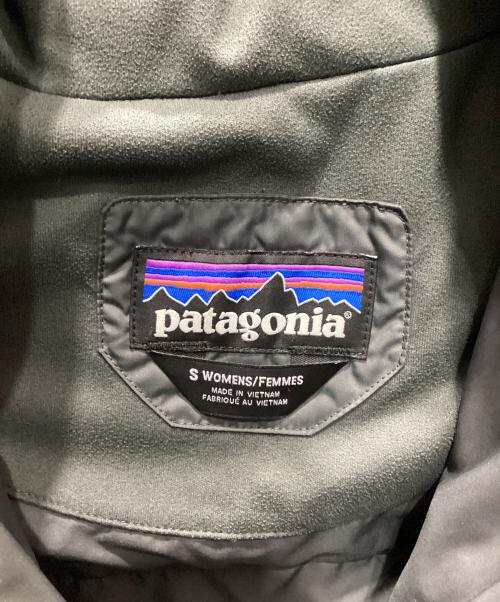 patagonia®
S WOMENS/FEMMES
MADE IN VIETNAM
FABRIQUÉ AU VIETNAM